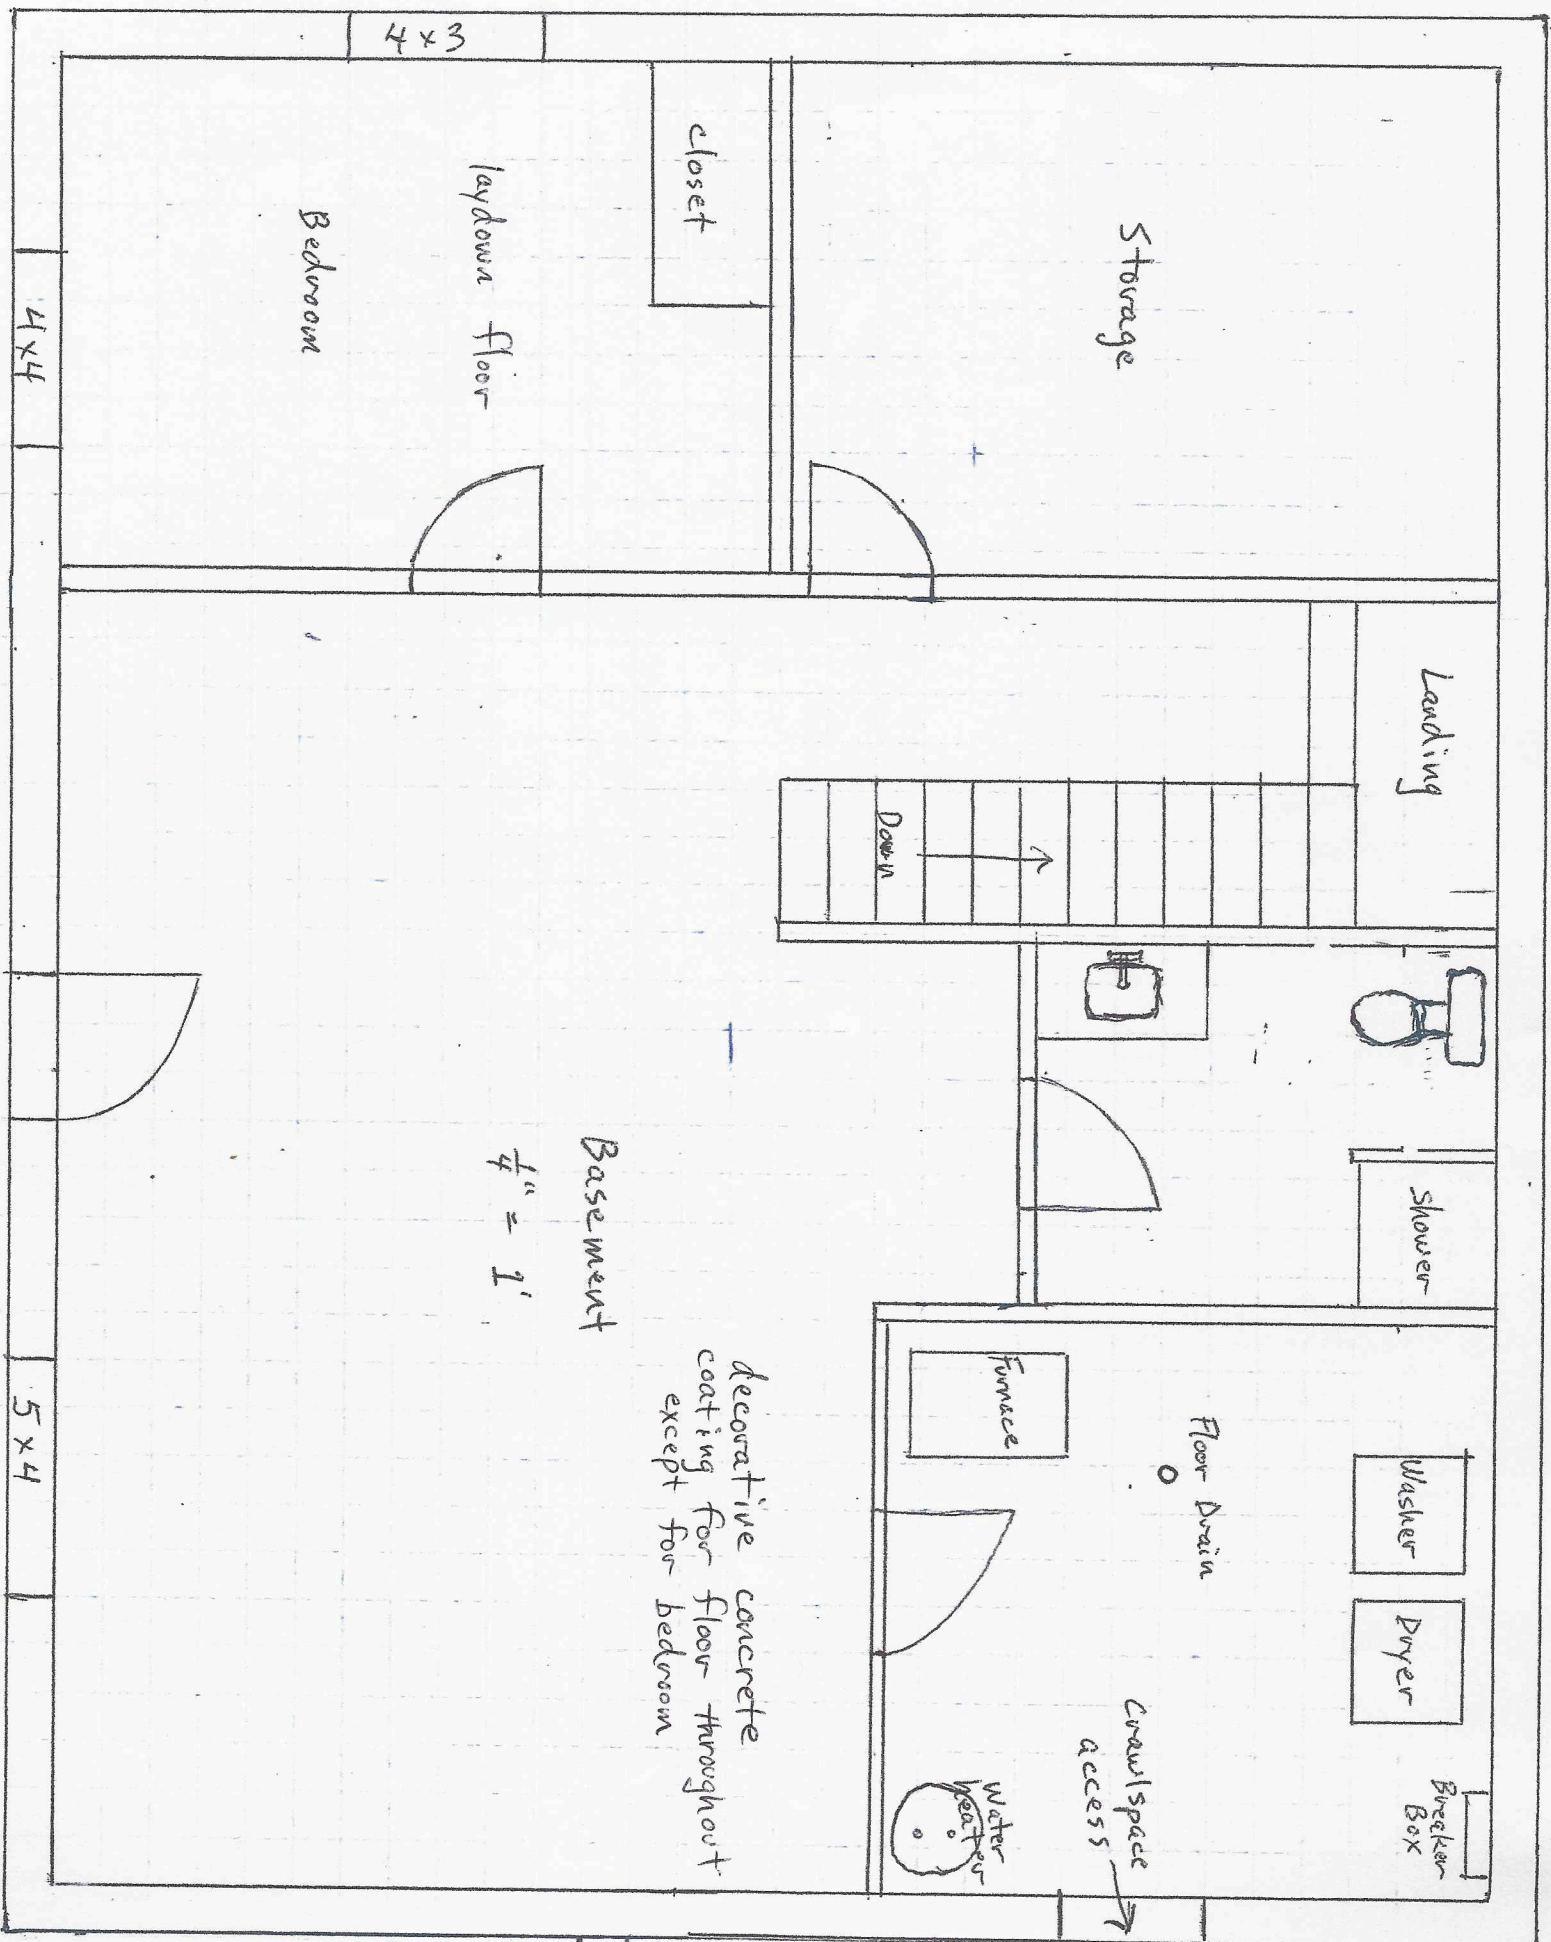 4x3
Storage
closet
laydown floor
Bedroom
4x4
Landing
Down
Shower
Basement
1/4" = 1'
decorative concrete
coating for floor throughout
except for bedroom
Furnace
Floor Drain
Washer
Dryer
Breaker
Box
Crawlspace
access
Water
heater
5x4